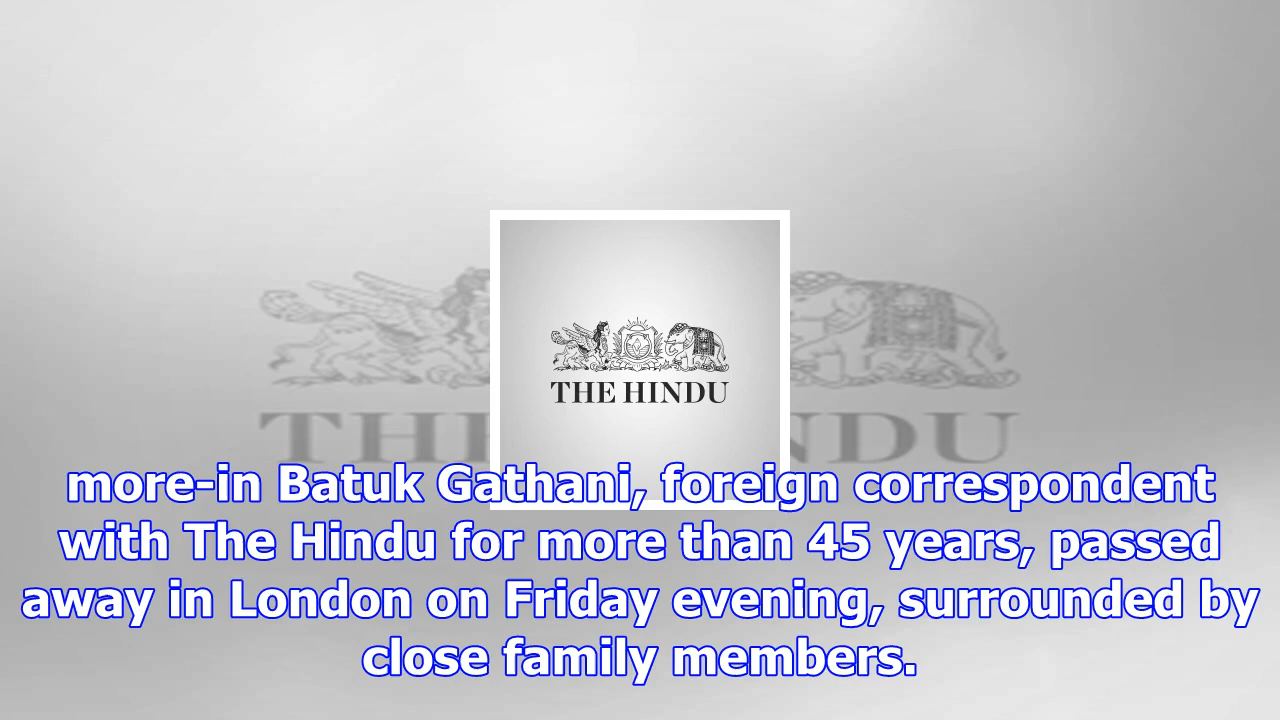 THE HINDU
THE HINDU
more-in Batuk Gathani, foreign correspondent
with The Hindu for more than 45 years, passed
away in London on Friday evening, surrounded by
close family members.